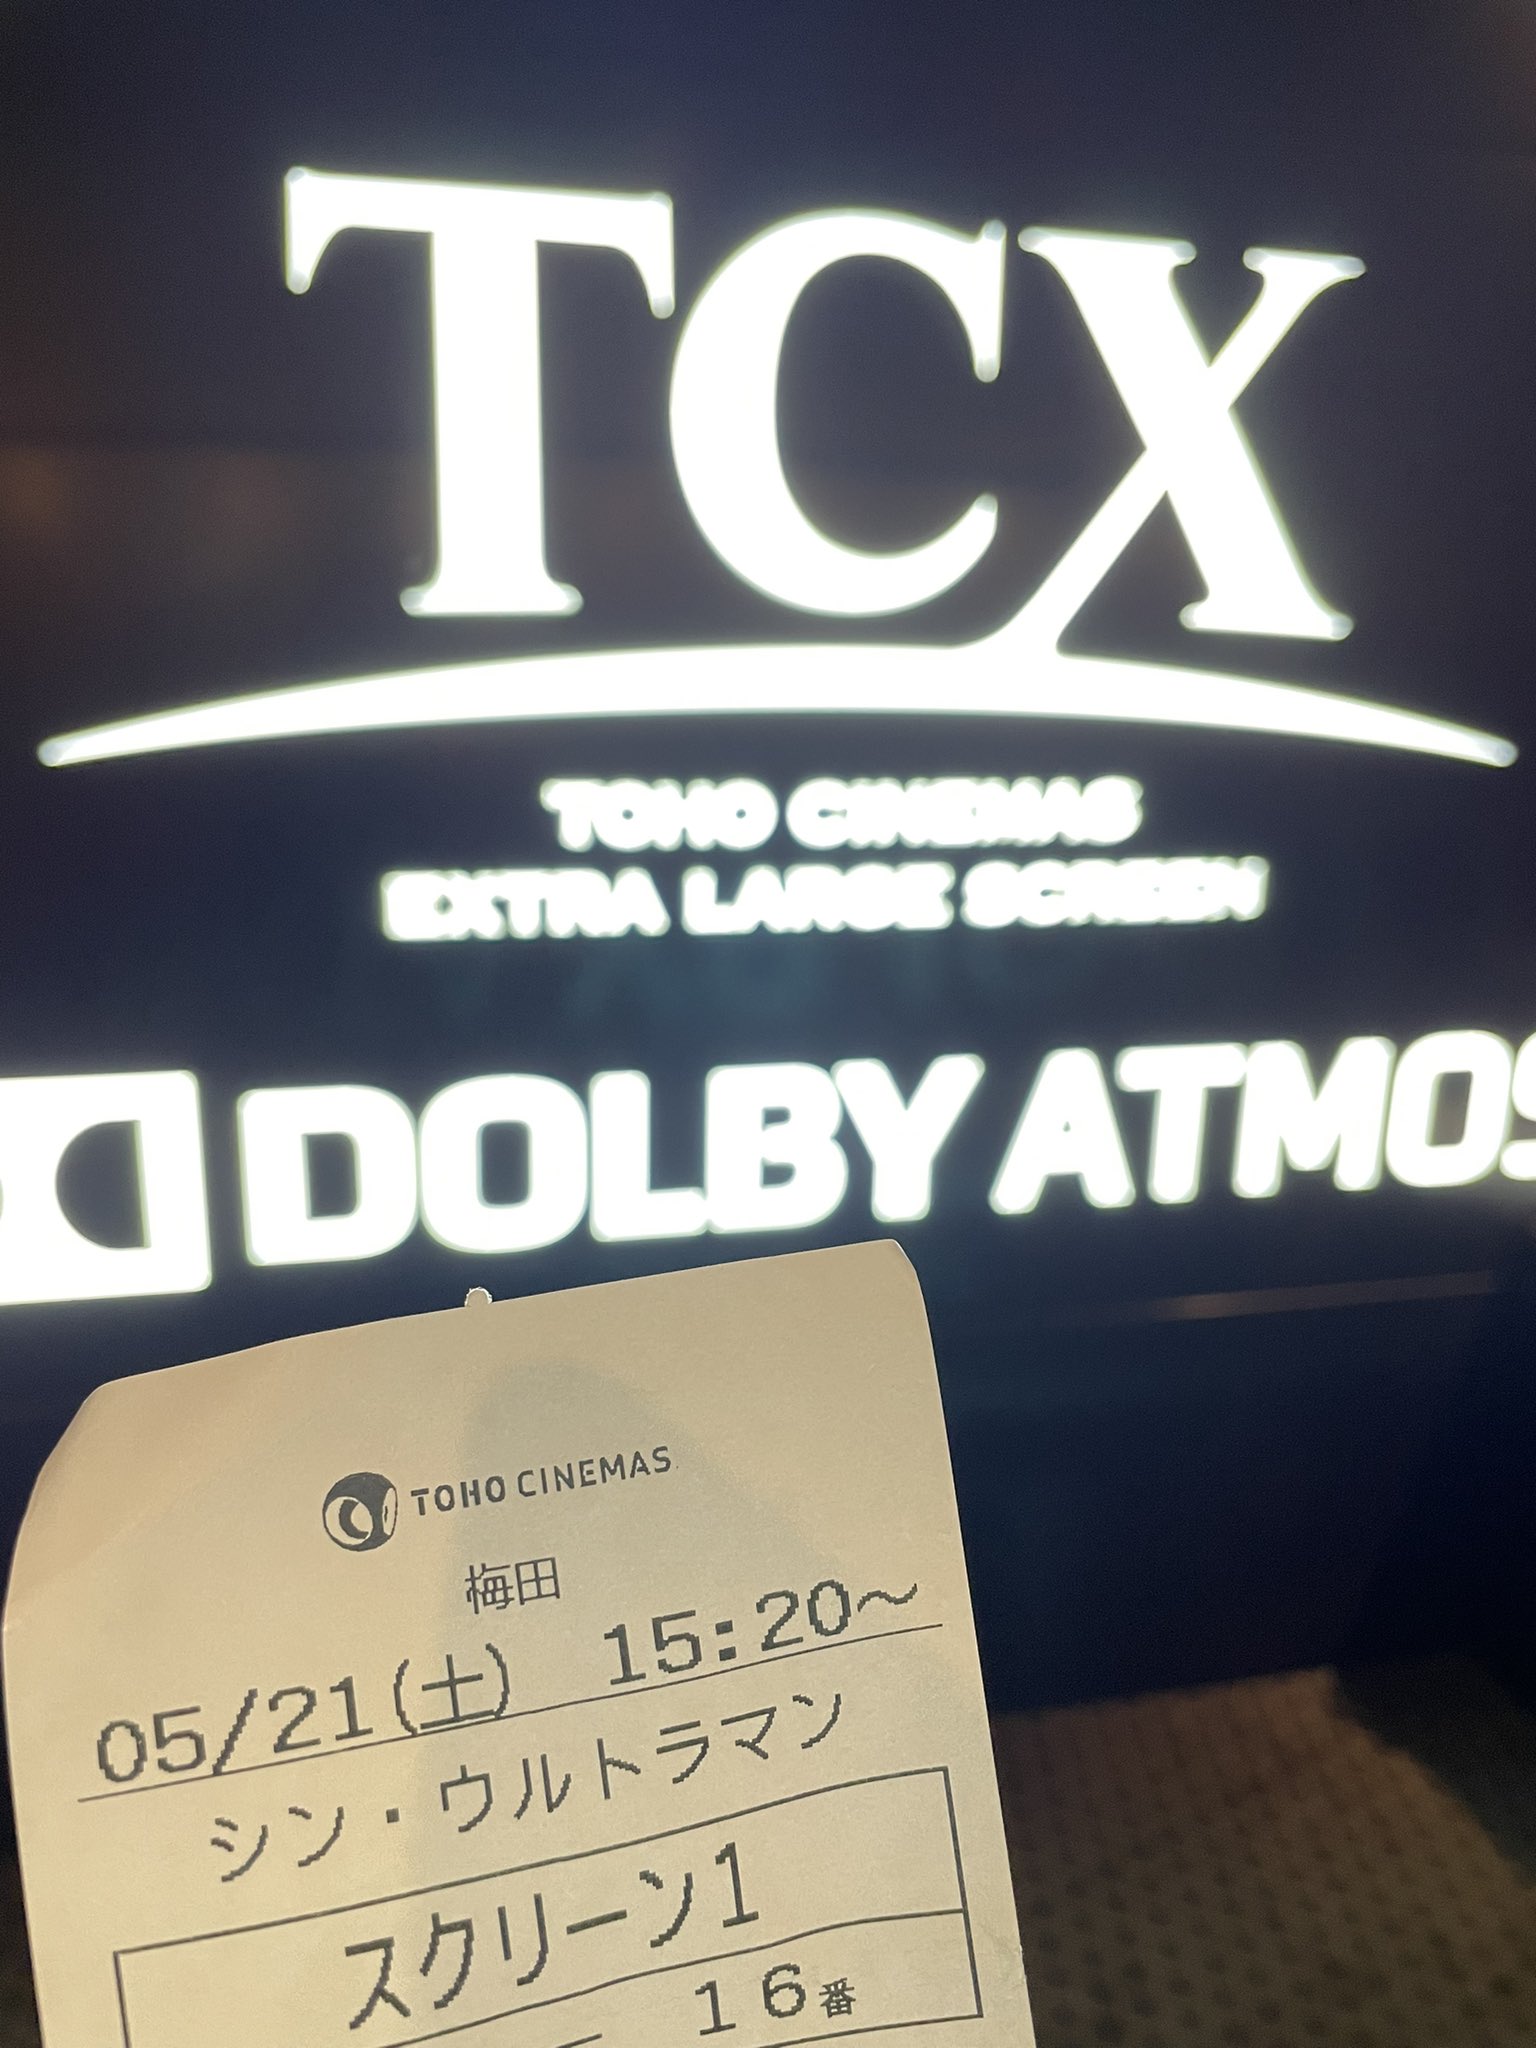 TCX
TOHO CINEMAS
EXTRA LARGE SCREEN
DOLBY ATMOS
TOHO CINEMAS
梅田
05/21(土) 15:20~
シン・ウルトラマン
スクリーン1
16番